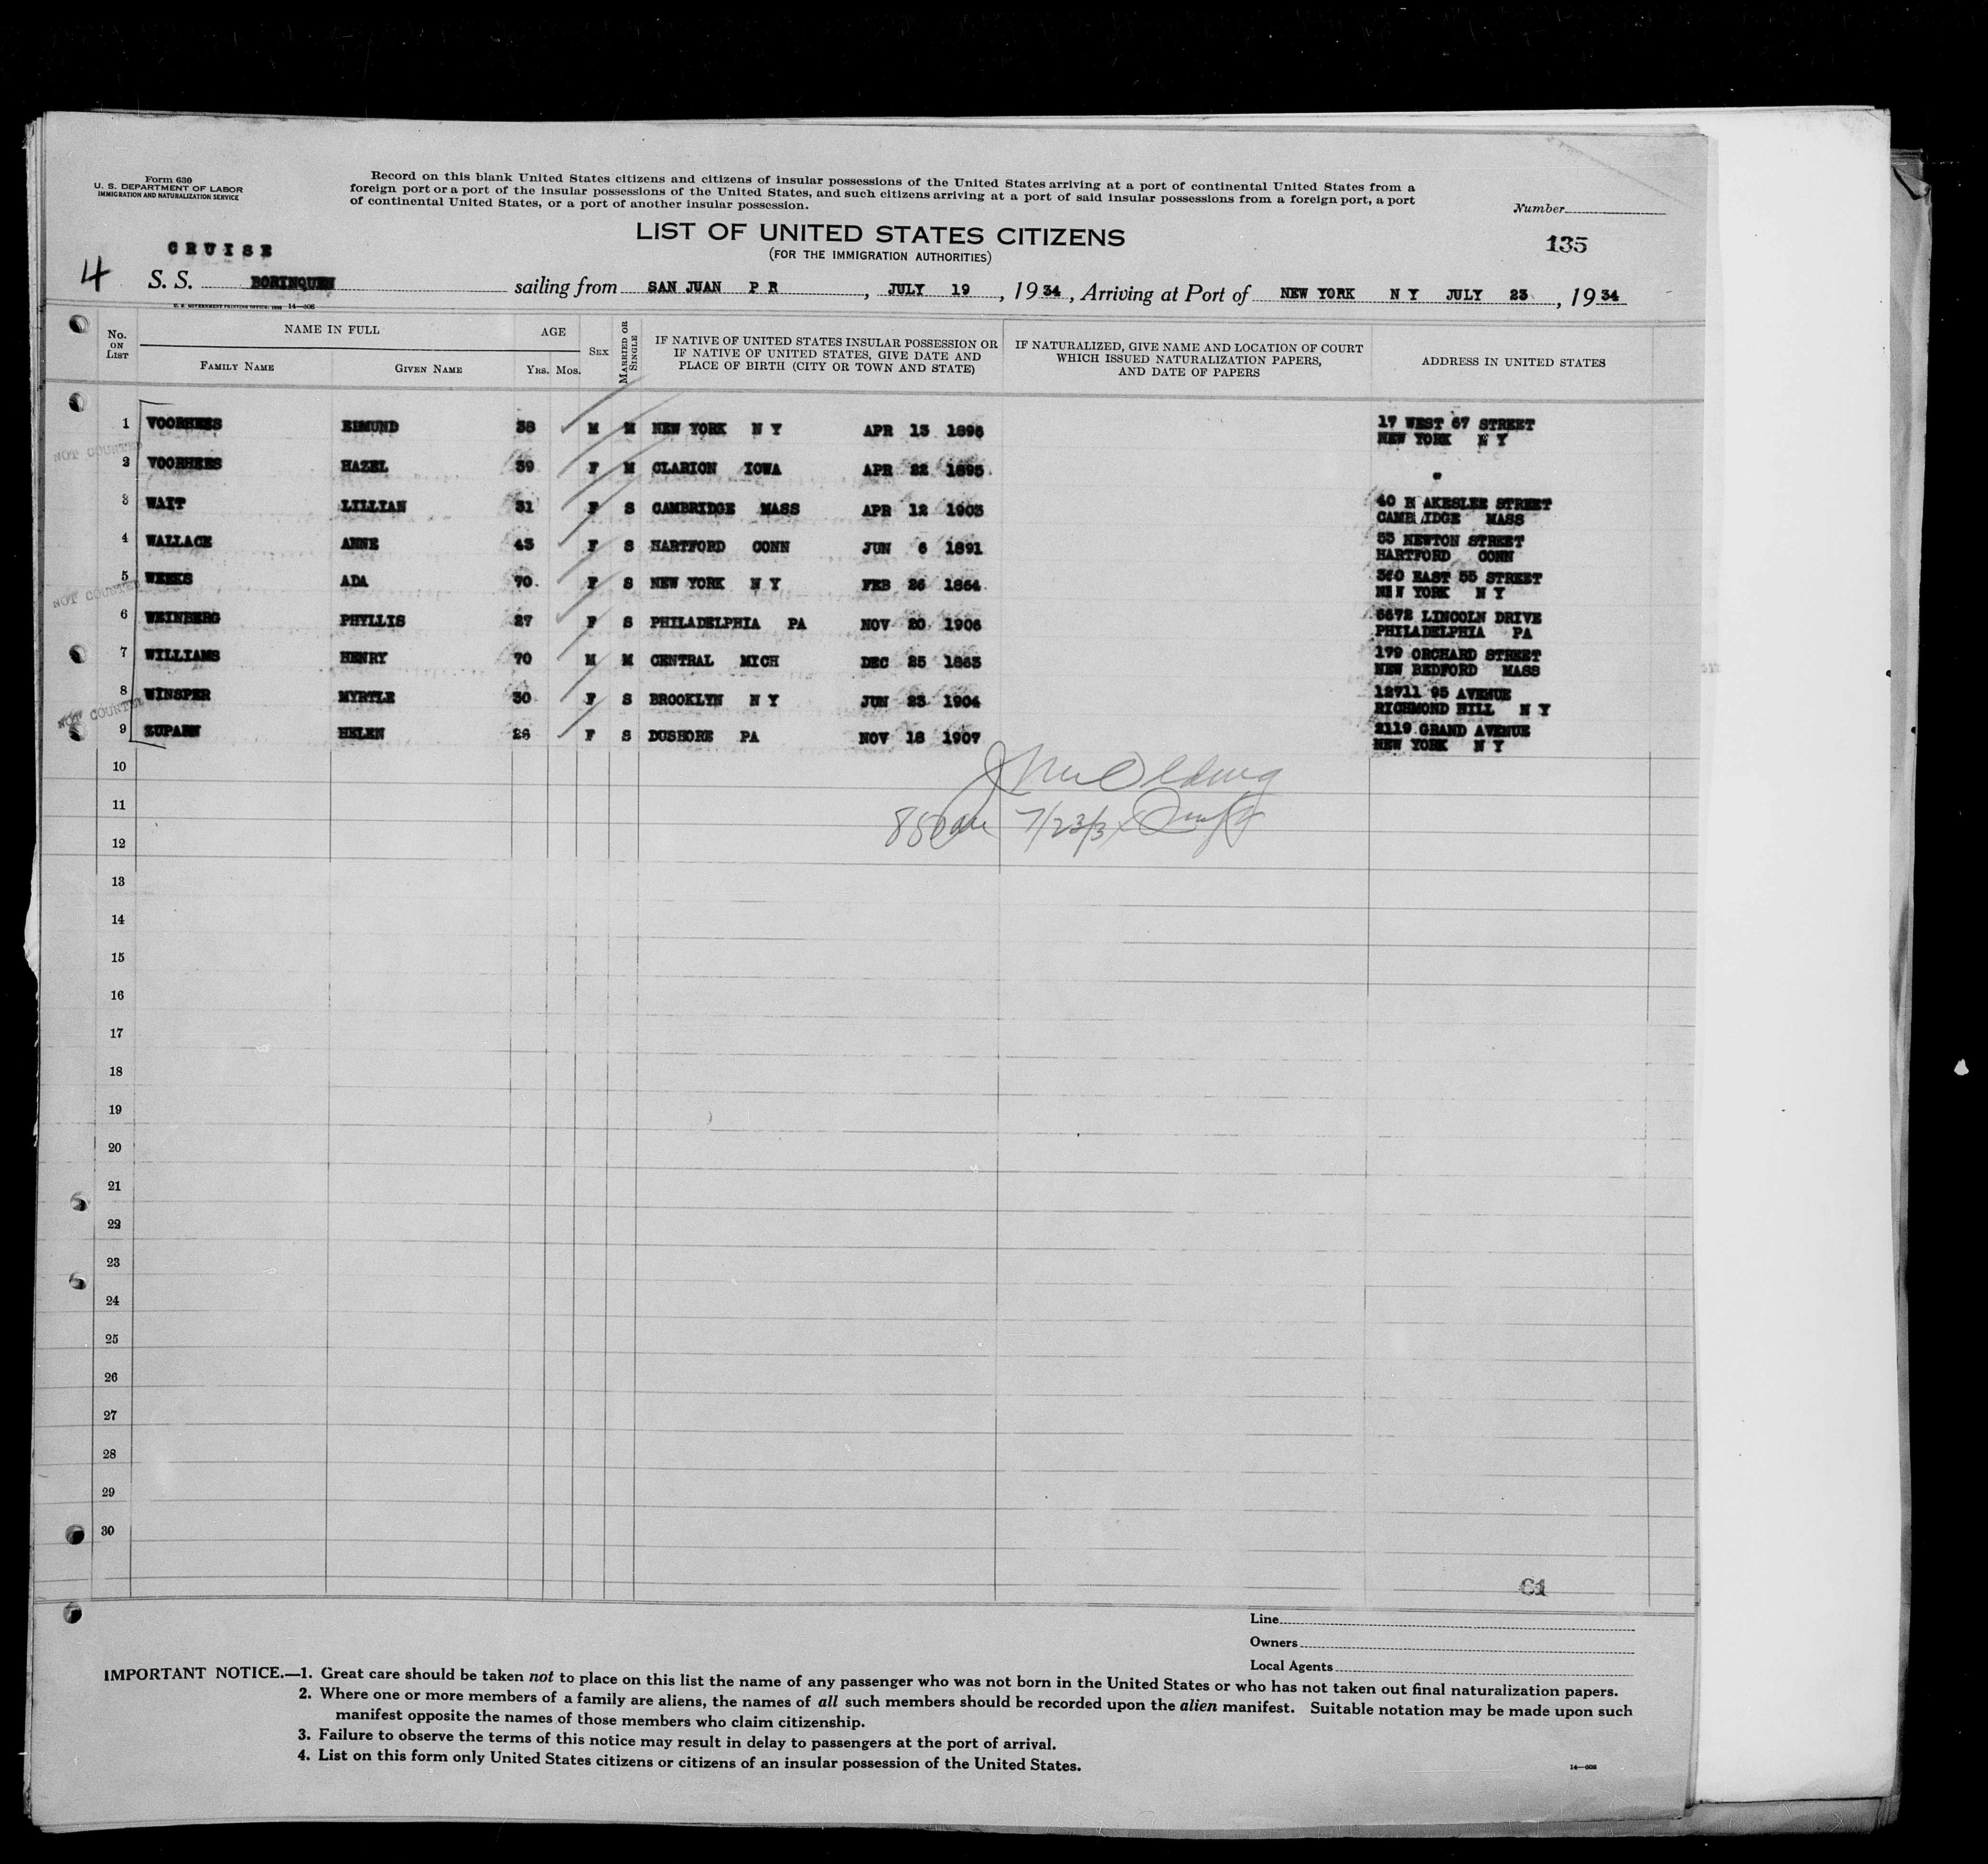 Form 630
U. S. DEPARTMENT OF LABOR
IMMIGRATION AND NATURALIZATION SERVICE
Record on this blank United States citizens and citizens of insular possessions of the United States arriving at a port of continental United States from a
foreign port or a port of the insular possessions of the United States, and such citizens arriving at a port of said insular possessions from a foreign port, a port
of continental United States, or a port of another insular possession.
Number
LIST OF UNITED STATES CITIZENS
(FOR THE IMMIGRATION AUTHORITIES)
135
CRUISE
4 S. S. BORINQUEN sailing from SAN JUAN P R, JULY 19, 1934, Arriving at Port of NEW YORK N Y JULY 23, 1934
U. S. GOVERNMENT PRINTING OFFICE 14—608
No. ON LIST
NAME IN FULL
FAMILY NAME
GIVEN NAME
AGE
YRS. MOS.
SEX
MARRIED OR SINGLE
IF NATIVE OF UNITED STATES INSULAR POSSESSION OR
IF NATIVE OF UNITED STATES, GIVE DATE AND
PLACE OF BIRTH (CITY OR TOWN AND STATE)
IF NATURALIZED, GIVE NAME AND LOCATION OF COURT
WHICH ISSUED NATURALIZATION PAPERS,
AND DATE OF PAPERS
ADDRESS IN UNITED STATES
1 VOORHEES EDMUND 38 M M NEW YORK N Y APR 13 1896 17 WEST 67 STREET
NEW YORK N Y
NOT COUNTED
2 VOORHEES HAZEL 39 F M CLARION IOWA APR 22 1895 "
3 WAIT LILLIAN 31 F S CAMBRIDGE MASS APR 12 1903 40 STREET
MASS
4 WALLACE ANNE 43 F S HARTFORD CONN JUN 6 1891 NEWTON STREET
HARTFORD CONN
5 WEEKS ADA 70 F S NEW YORK N Y FEB 26 1864 EAST 55 STREET
NEW YORK N Y
NOT COUNTED
6 WEINBERG PHYLLIS 27 F S PHILADELPHIA PA NOV 20 1906 6672 LINCOLN DRIVE
PHILADELPHIA PA
7 WILLIAMS HENRY 70 M M CENTRAL MICH DEC 25 1863 179 ORCHARD STREET
NEW BEDFORD MASS
8 WINSPER MYRTLE 30 F S BROOKLYN N Y JUN 23 1904 12711 95 AVENUE
RICHMOND HILL N Y
NOT COUNTED
9 ZUPANN HELEN 26 F S DUSHORE PA NOV 18 1907 2119 GRAND AVENUE
NEW YORK N Y
10
11
7/23/34
12
13
14
15
16
17
18
19
20
21
22
23
24
25
26
27
28
29
30
61
Line
Owners
Local Agents
IMPORTANT NOTICE.—1. Great care should be taken not to place on this list the name of any passenger who was not born in the United States or who has not taken out final naturalization papers.
2. Where one or more members of a family are aliens, the names of all such members should be recorded upon the alien manifest. Suitable notation may be made upon such
manifest opposite the names of those members who claim citizenship.
3. Failure to observe the terms of this notice may result in delay to passengers at the port of arrival.
4. List on this form only United States citizens or citizens of an insular possession of the United States.
14—608